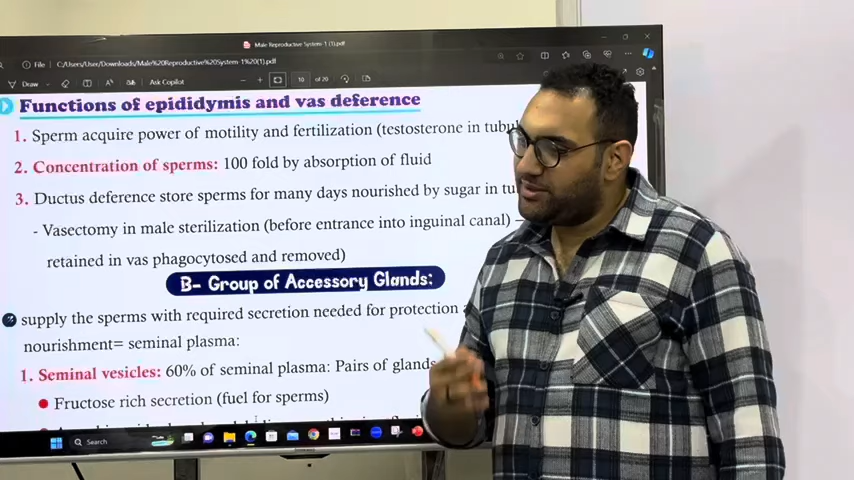 Male Reproductive System-1 (1).pdf
File C:/Users/User/Downloads/Male%20Reproductive%20System-1%20(1).pdf
Draw Ask Copilot 10 of 20
Functions of epididymis and vas deference
1. Sperm acquire power of motility and fertilization (testosterone in
2. Concentration of sperms: 100 fold by absorption of fluid
3. Ductus deference store sperms for many days nourished by sugar in
- Vasectomy in male sterilization (before entrance into inguinal canal) –
retained in vas phagocytosed and removed)
B- Group of Accessory Glands:
supply the sperms with required secretion needed for protection
nourishment= seminal plasma:
1. Seminal vesicles: 60% of seminal plasma: Pairs of glands
Fructose rich secretion (fuel for sperms)
Search